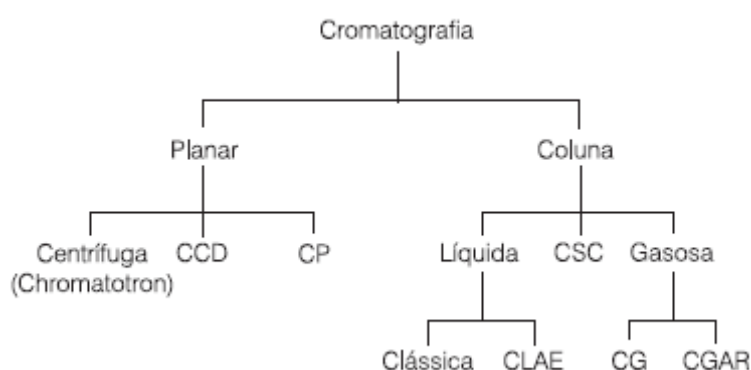 Cromatografia
Planar Coluna
Centrífuga CCD CP Líquida CSC Gasosa
(Chromatotron)
Clássica CLAE CG CGAR